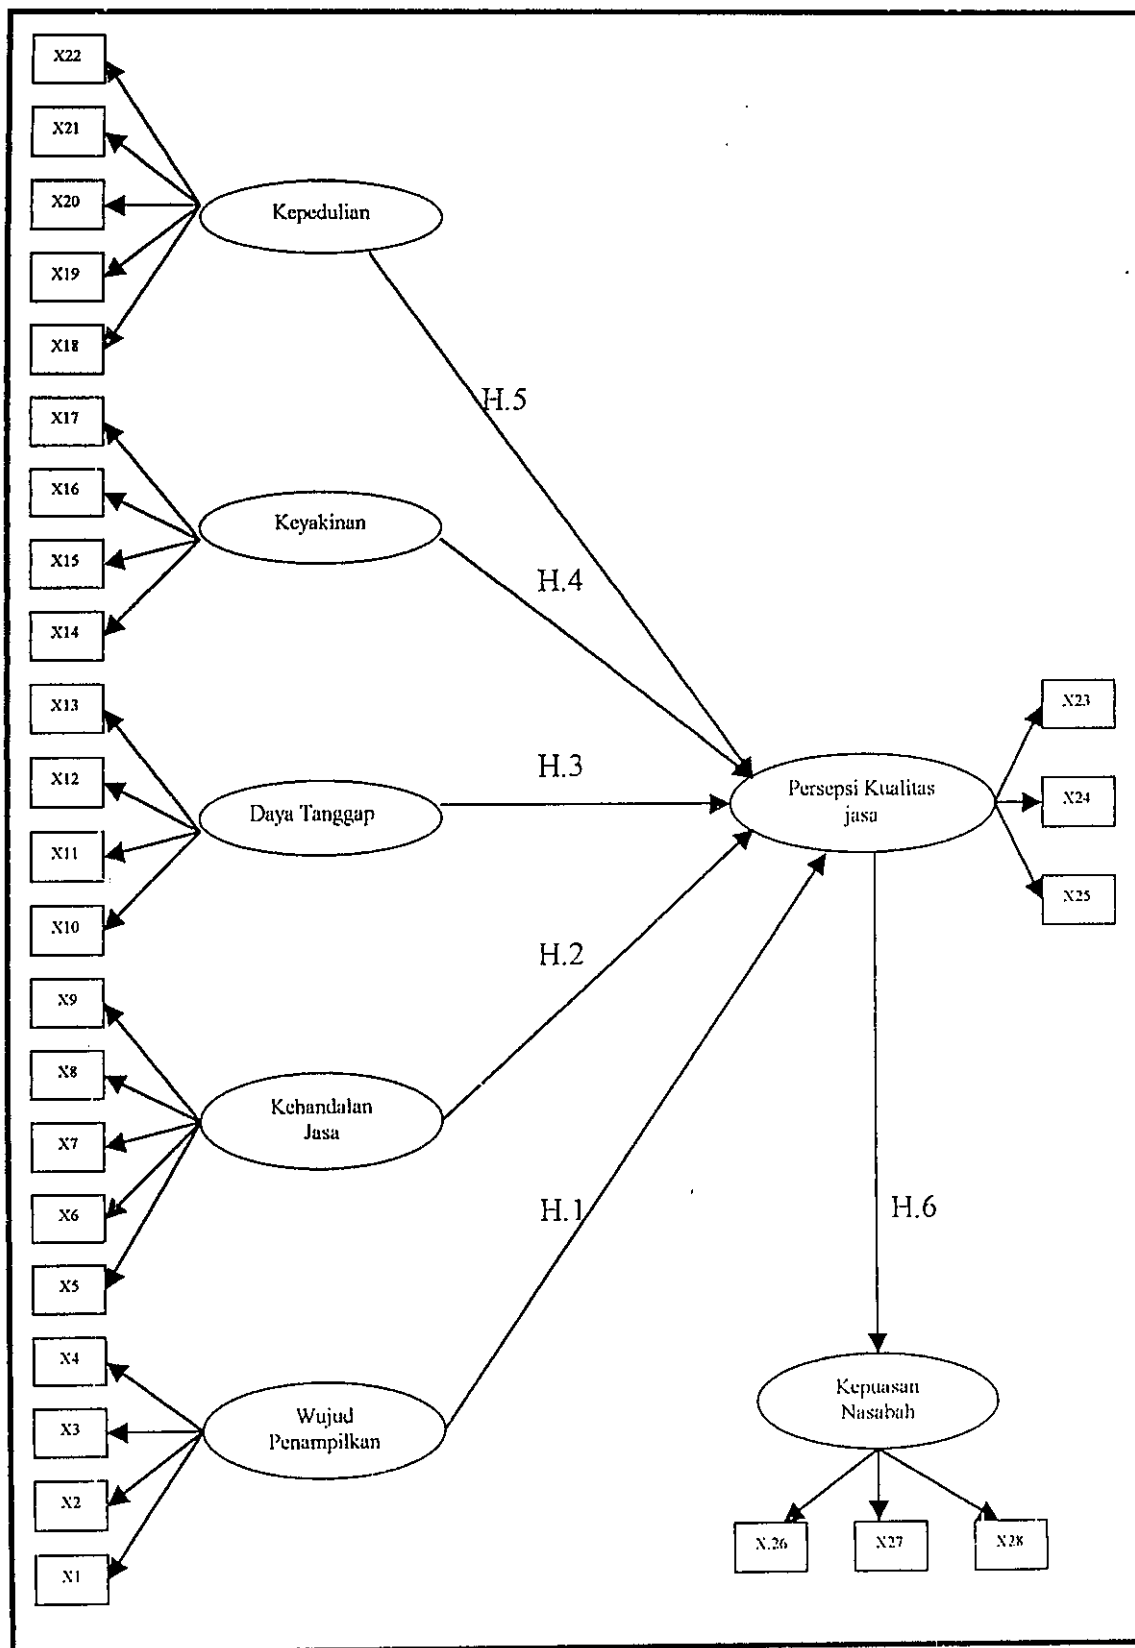 X22
X21
X20
X19
X18
Kepedulian
H.5
X17
X16
X15
X14
Keyakinan
H.4
X13
X12
X11
X10
Daya Tanggap
H.3
Persepsi Kualitas
jasa
X23
X24
X25
X9
X8
X7
X6
X5
Kehandalan
Jasa
H.2
H.1
H.6
X4
X3
X2
X1
Wujud
Penampilkan
Kepuasan
Nasabah
X.26
X27
X28